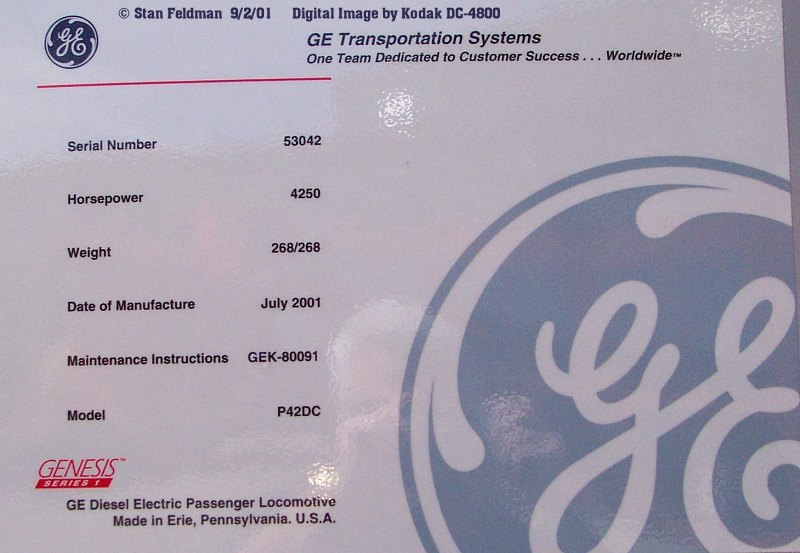 © Stan Feldman 9/2/01 Digital Image by Kodak DC-4800
GE
GE Transportation Systems
One Team Dedicated to Customer Success . . . Worldwide™
Serial Number 53042
Horsepower 4250
Weight 268/268
Date of Manufacture July 2001
Maintenance Instructions GEK-80091
Model P42DC
GENESIS™
SERIES 1
GE Diesel Electric Passenger Locomotive
Made in Erie, Pennsylvania. U.S.A.
GE